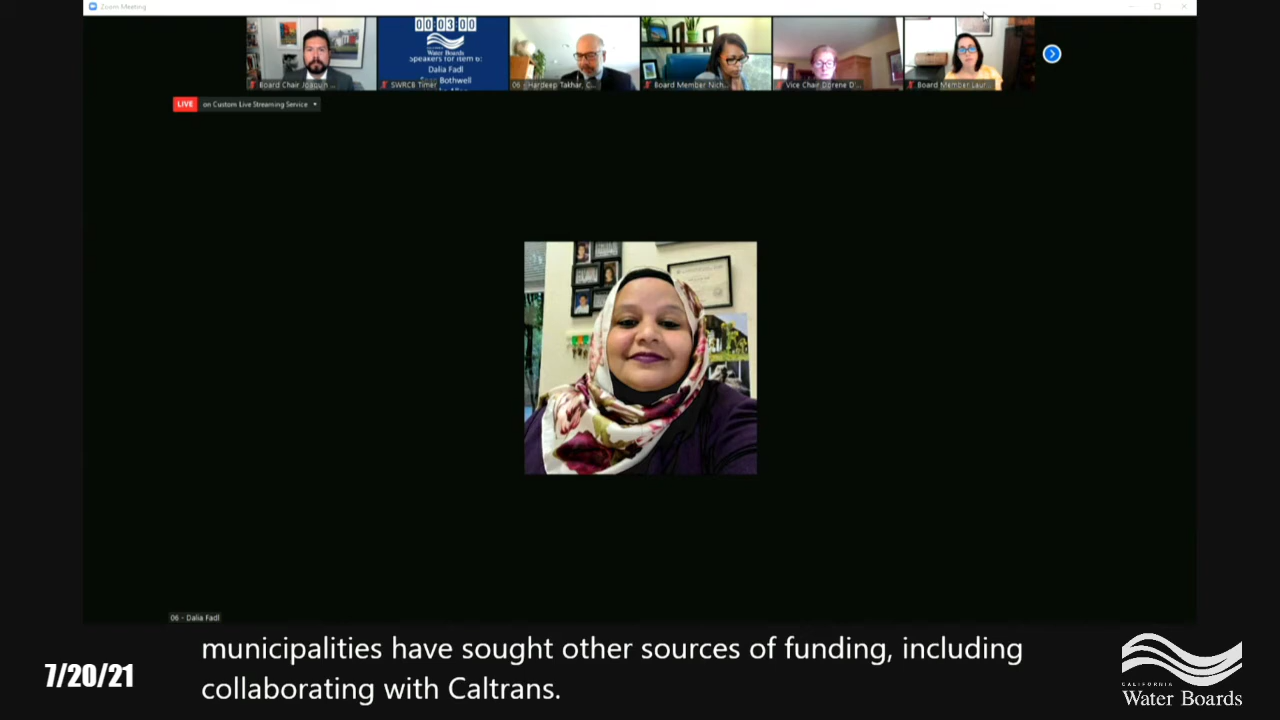 Zoom Meeting
00:03:00
CALIFORNIA
Water Boards
Speakers for item 6:
Dalia Fadl
Bothwell
Board Chair Joaquin ...
SWRCB Timer
06 - Hardeep Takhar, C...
Board Member Nich...
Vice Chair Dorene D'...
Board Member Laur...
LIVE on Custom Live Streaming Service
06 - Dalia Fadl
municipalities have sought other sources of funding, including
collaborating with Caltrans.
7/20/21
CALIFORNIA
Water Boards